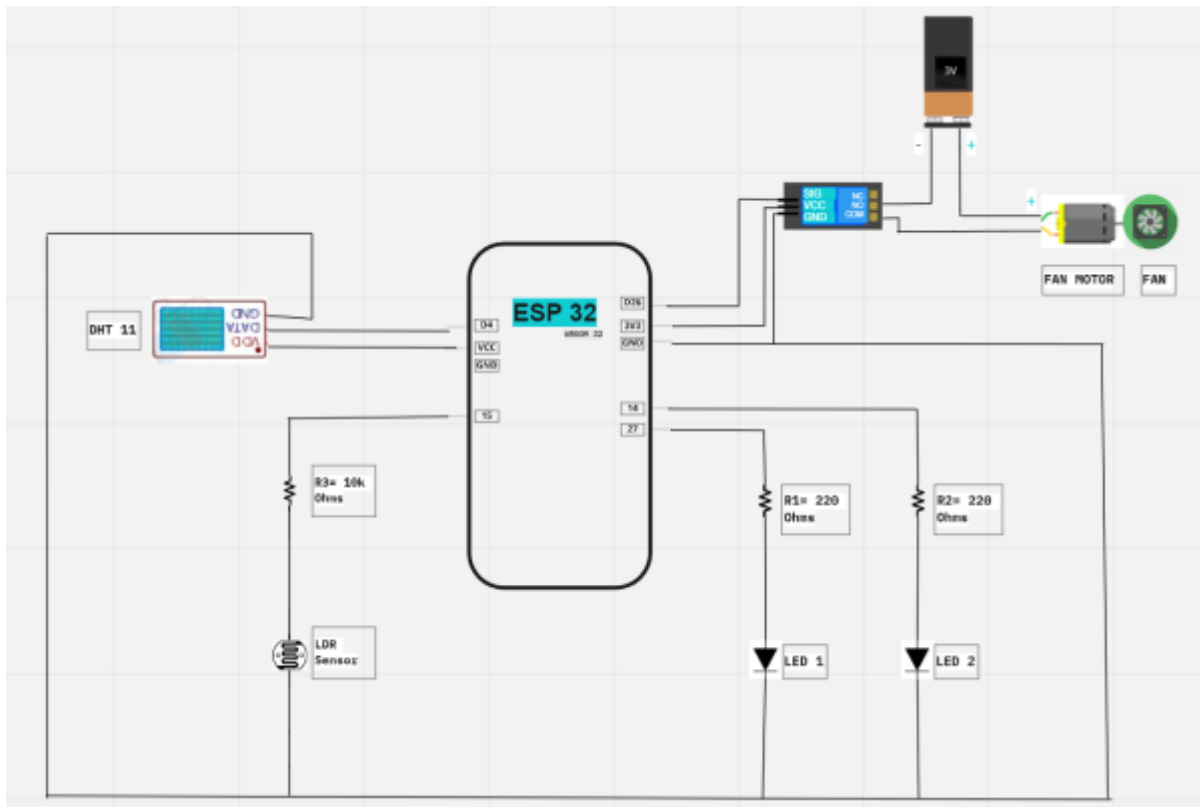 3V
-
+
SIG
VCC
GND
NC
NO
COM
+
FAN MOTOR
FAN
ESP 32
WROOM 32
DHT 11
GND
DATA
VDD
D4
VCC
GND
15
3V3
GND
14
27
R3= 10k
Ohms
R1= 220
Ohms
R2= 220
Ohms
LDR
Sensor
LED 1
LED 2